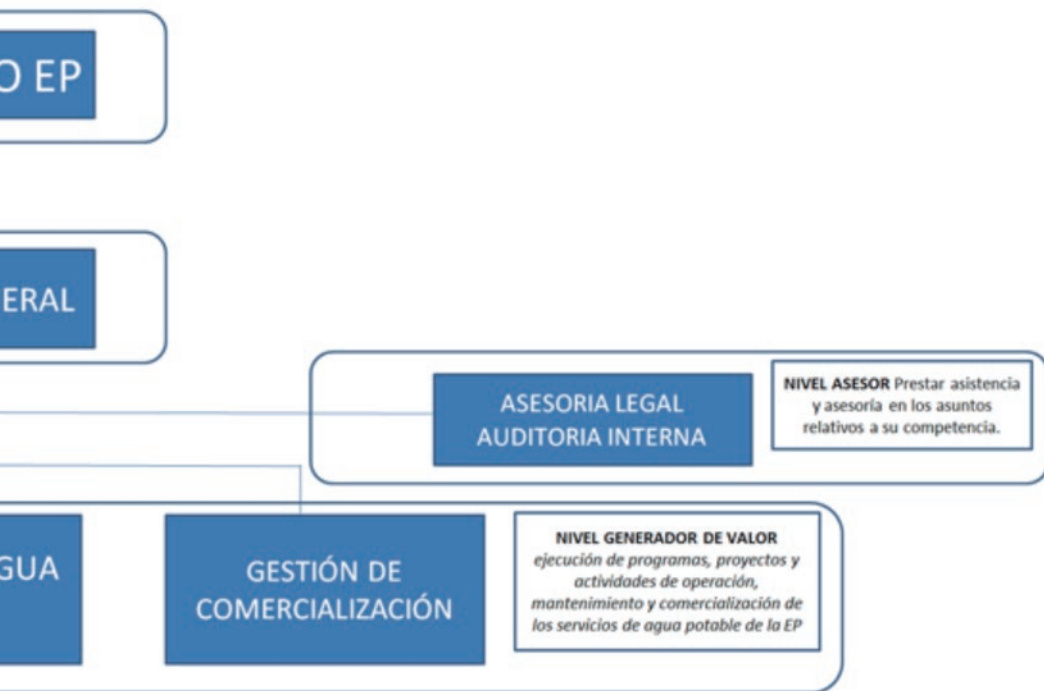 O EP
ERAL
ASESORIA LEGAL
AUDITORIA INTERNA
NIVEL ASESOR Prestar asistencia
y asesoría en los asuntos
relativos a su competencia.
GUA
GESTIÓN DE
COMERCIALIZACIÓN
NIVEL GENERADOR DE VALOR
ejecución de programas, proyectos y
actividades de operación,
mantenimiento y comercialización de
los servicios de agua potable de la EP